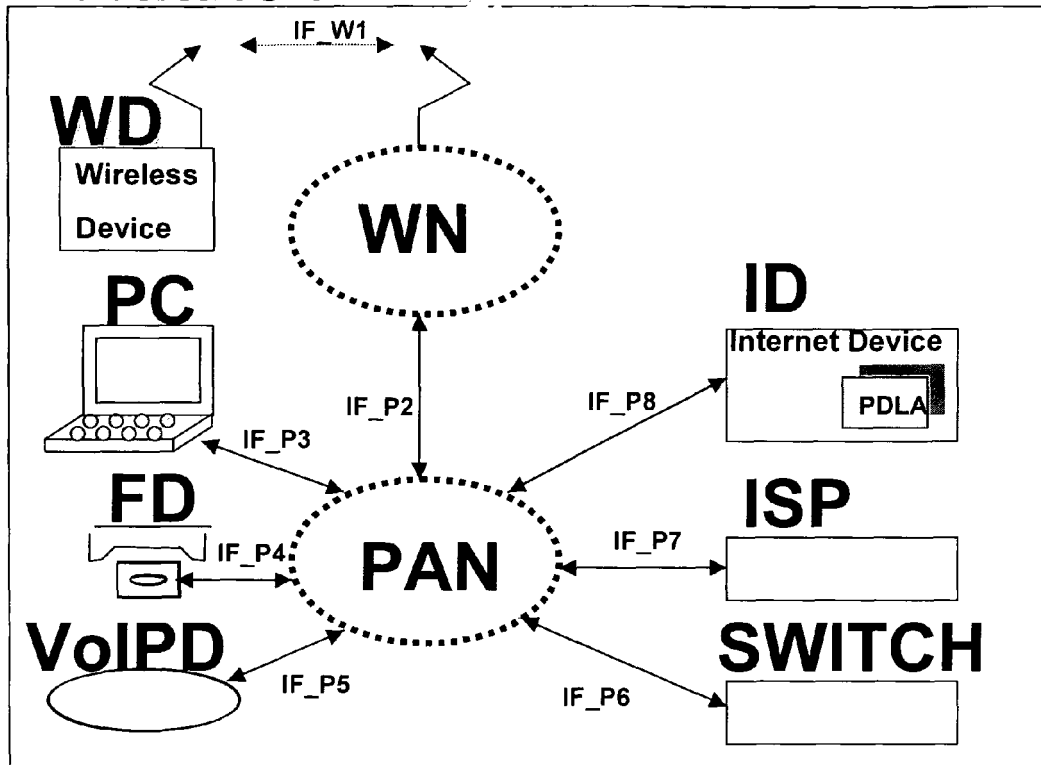 IF_W1
WD
Wireless
Device
WN
PC
ID
Internet Device
PDLA
IF_P2
IF_P8
IF_P3
FD
ISP
IF_P4
PAN
IF_P7
VoIPD
SWITCH
IF_P5
IF_P6